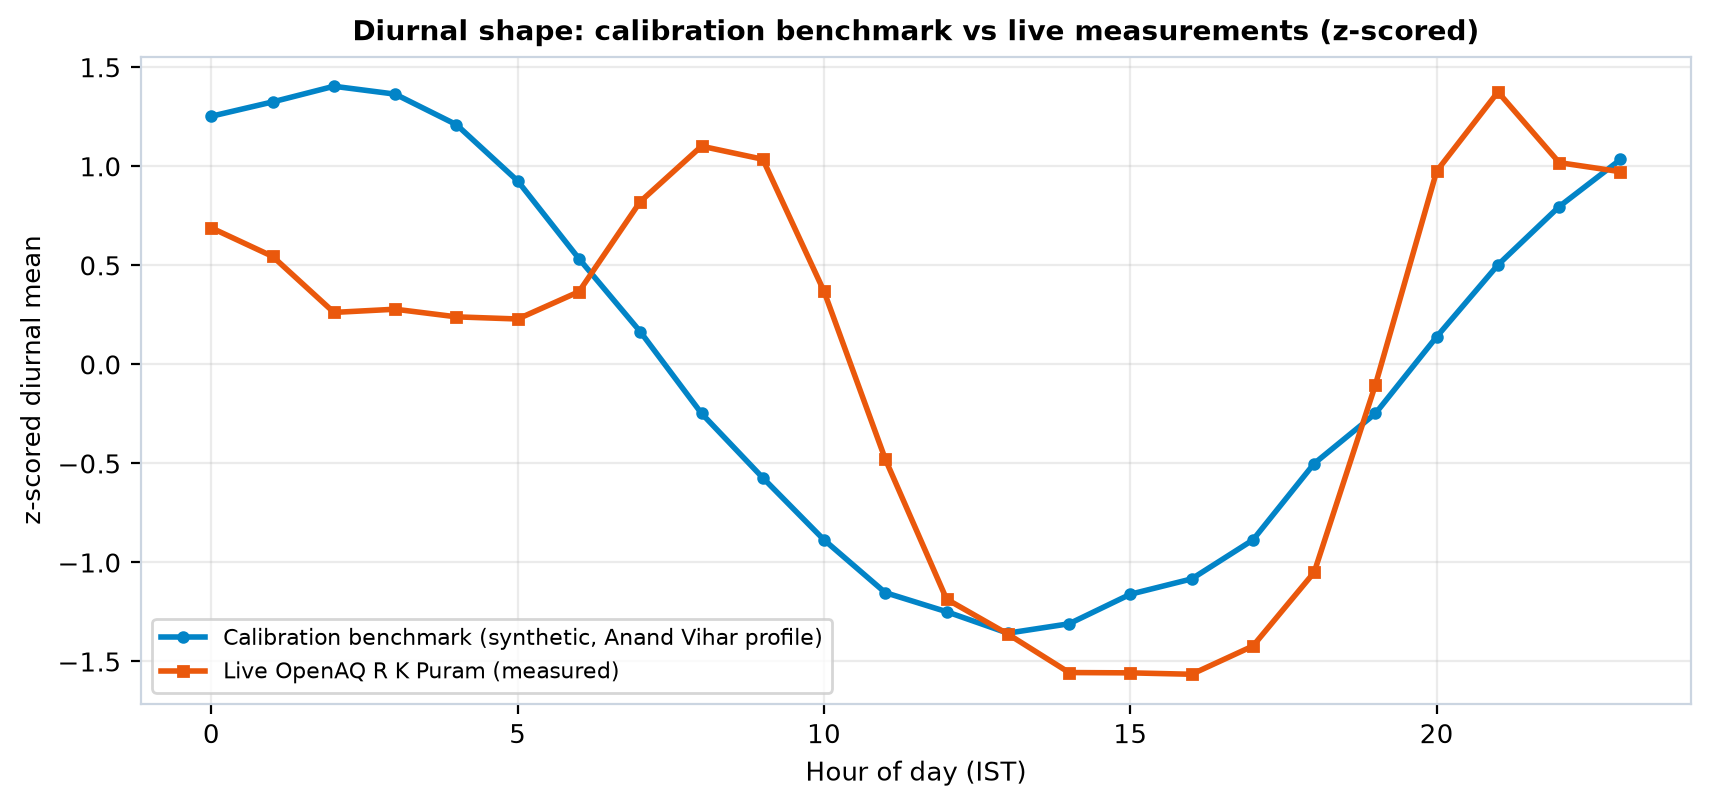 Diurnal shape: calibration benchmark vs live measurements (z-scored)
z-scored diurnal mean
1.5
1.0
0.5
0.0
−0.5
−1.0
−1.5
Calibration benchmark (synthetic, Anand Vihar profile)
Live OpenAQ R K Puram (measured)
0 5 10 15 20
Hour of day (IST)